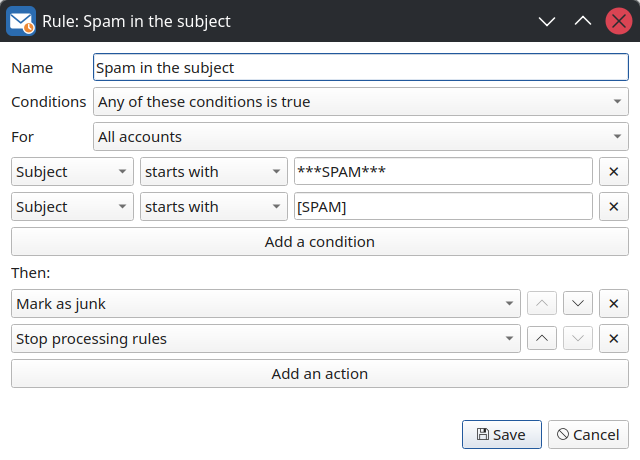 Rule: Spam in the subject
Name Spam in the subject
Conditions Any of these conditions is true
For All accounts
Subject starts with ***SPAM***
Subject starts with [SPAM]
Add a condition
Then:
Mark as junk
Stop processing rules
Add an action
Save Cancel